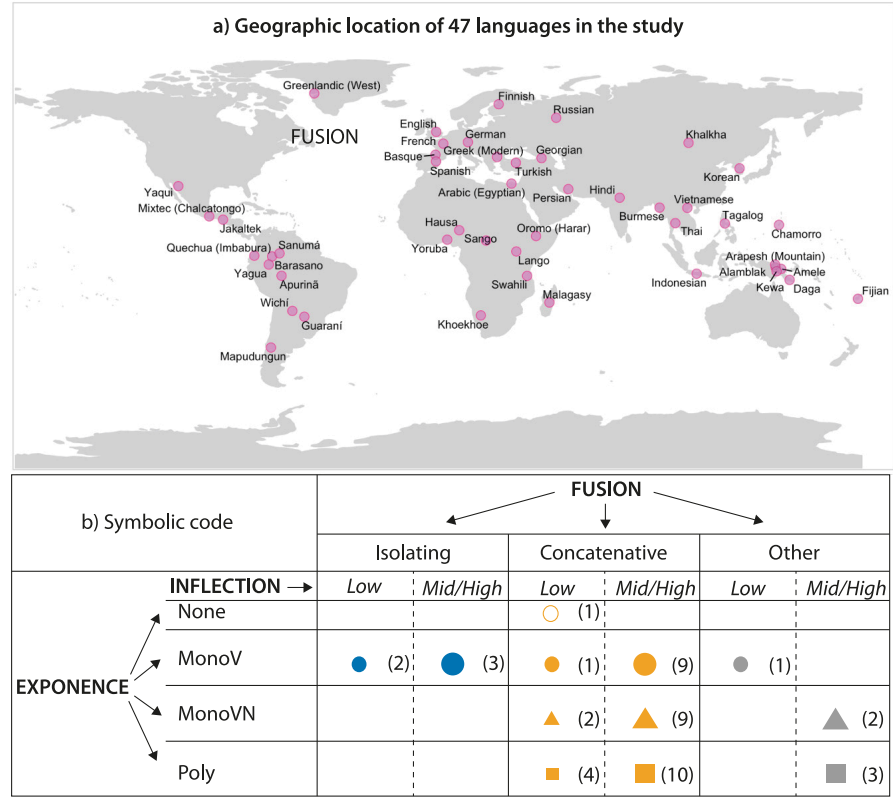 a) Geographic location of 47 languages in the study
Greenlandic (West)
Finnish
Russian
FUSION
English
German
French
Greek (Modern)
Georgian
Khalkha
Basque
Spanish
Turkish
Korean
Yaqui
Arabic (Egyptian)
Persian
Hindi
Mixtec (Chalcatongo)
Vietnamese
Jakaltek
Hausa
Oromo (Harar)
Burmese
Tagalog
Quechua (Imbabura)
Sanumá
Yoruba
Sango
Thai
Chamorro
Yagua
Barasano
Lango
Arapesh (Mountain)
Apurinã
Swahili
Indonesian
Alamblak
Amele
Kewa
Daga
Fijian
Wichí
Malagasy
Guaraní
Khoekhoe
Mapudungun
b) Symbolic code
FUSION
Isolating Concatenative Other
INFLECTION Low Mid/High Low Mid/High Low Mid/High
None (1)
MonoV (2) (3) (1) (9) (1)
EXPONENCE
MonoVN (2) (9) (2)
Poly (4) (10) (3)